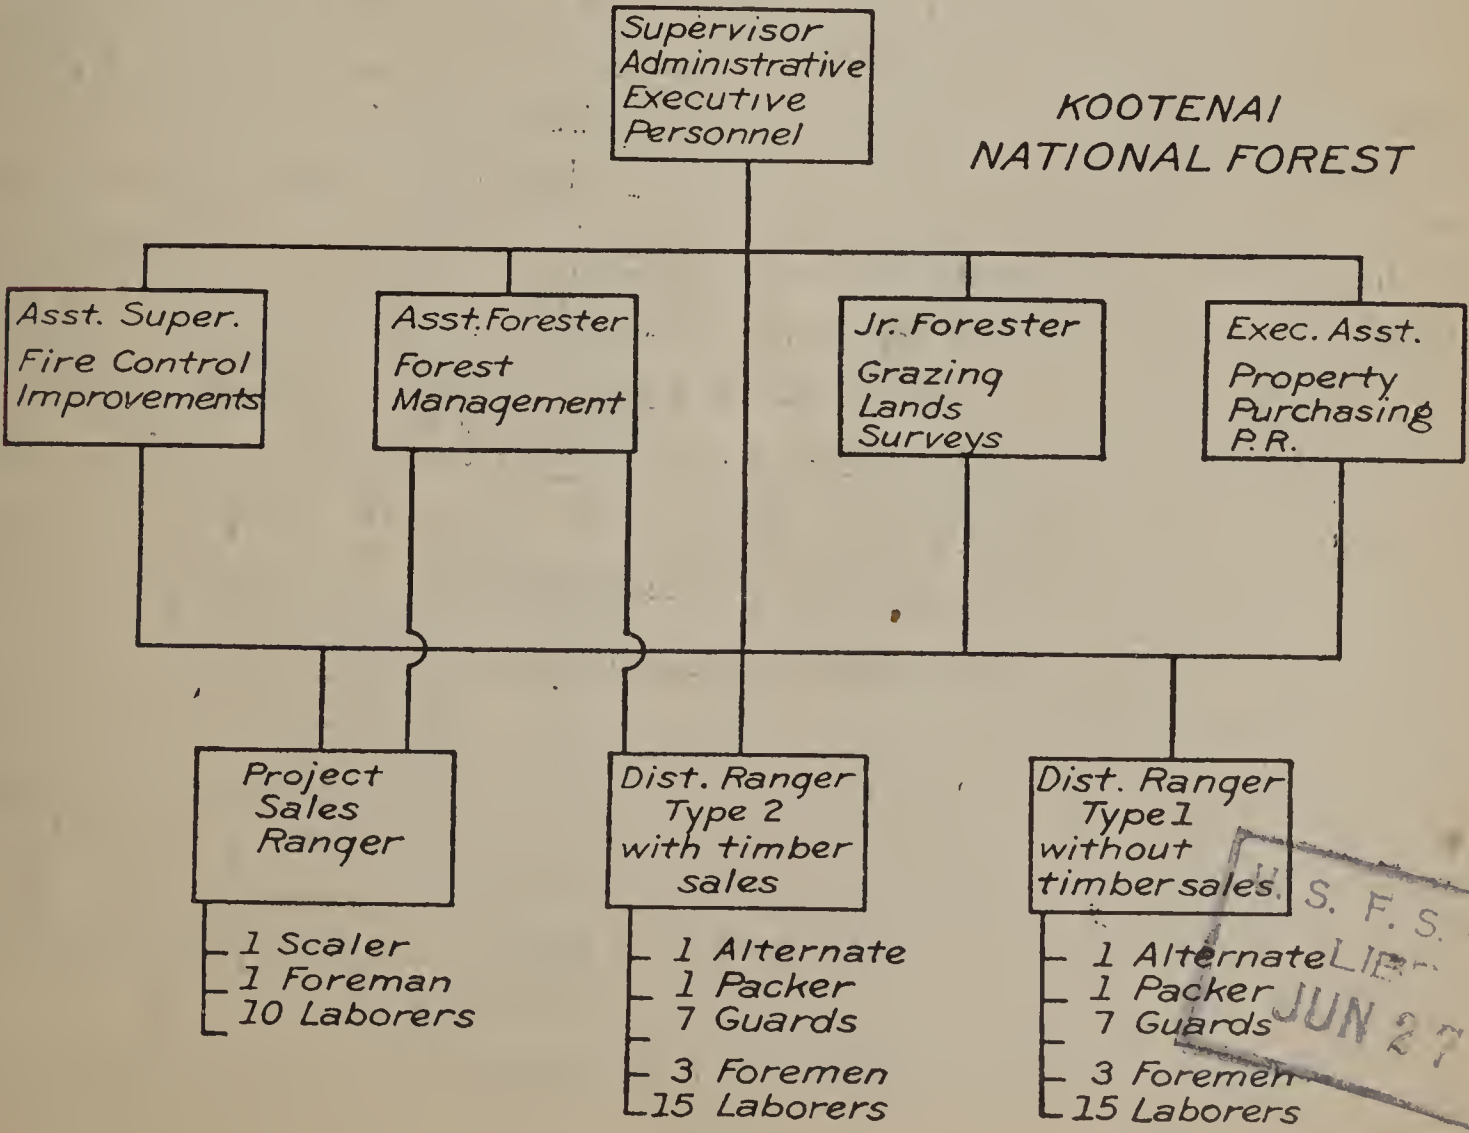 Supervisor
Administrative
Executive
Personnel
KOOTENAI
NATIONAL FOREST
Asst. Super.
Fire Control
Improvements
Asst. Forester
Forest
Management
Jr. Forester
Grazing
Lands
Surveys
Exec. Asst.
Property
Purchasing
P.R.
Project
Sales
Ranger
1 Scaler
1 Foreman
10 Laborers
Dist. Ranger
Type 2
with timber
sales
1 Alternate
1 Packer
7 Guards
3 Foremen
15 Laborers
Dist. Ranger
Type 1
without
timber sales
1 Alternate
1 Packer
7 Guards
3 Foremen
15 Laborers
U. S. F. S.
JUN 27